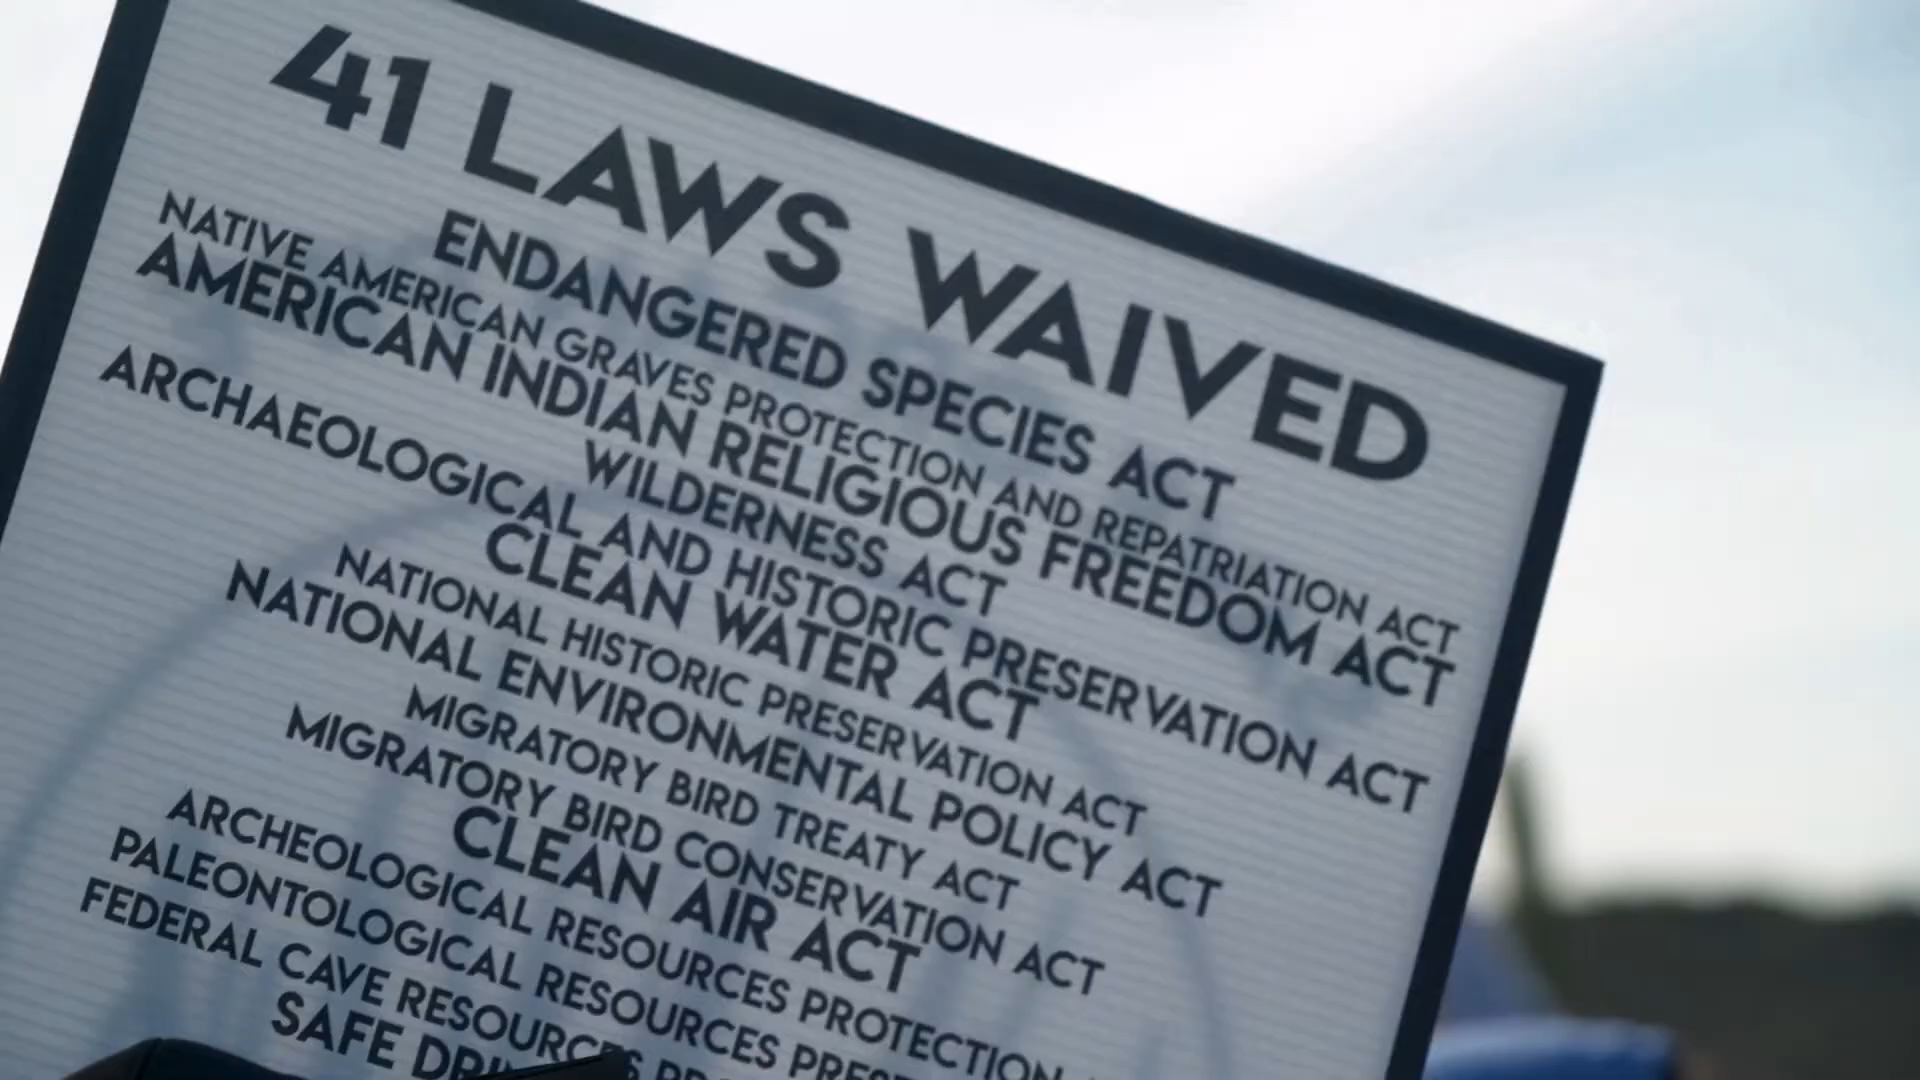 41 LAWS WAIVED
ENDANGERED SPECIES ACT
NATIVE AMERICAN GRAVES PROTECTION AND REPATRIATION ACT
AMERICAN INDIAN RELIGIOUS FREEDOM ACT
WILDERNESS ACT
ARCHAEOLOGICAL AND HISTORIC PRESERVATION ACT
CLEAN WATER ACT
NATIONAL HISTORIC PRESERVATION ACT
NATIONAL ENVIRONMENTAL POLICY ACT
MIGRATORY BIRD TREATY ACT
MIGRATORY BIRD CONSERVATION ACT
CLEAN AIR ACT
ARCHEOLOGICAL RESOURCES PROTECTION
PALEONTOLOGICAL RESOURCES
FEDERAL CAVE RESOURCES
SAFE